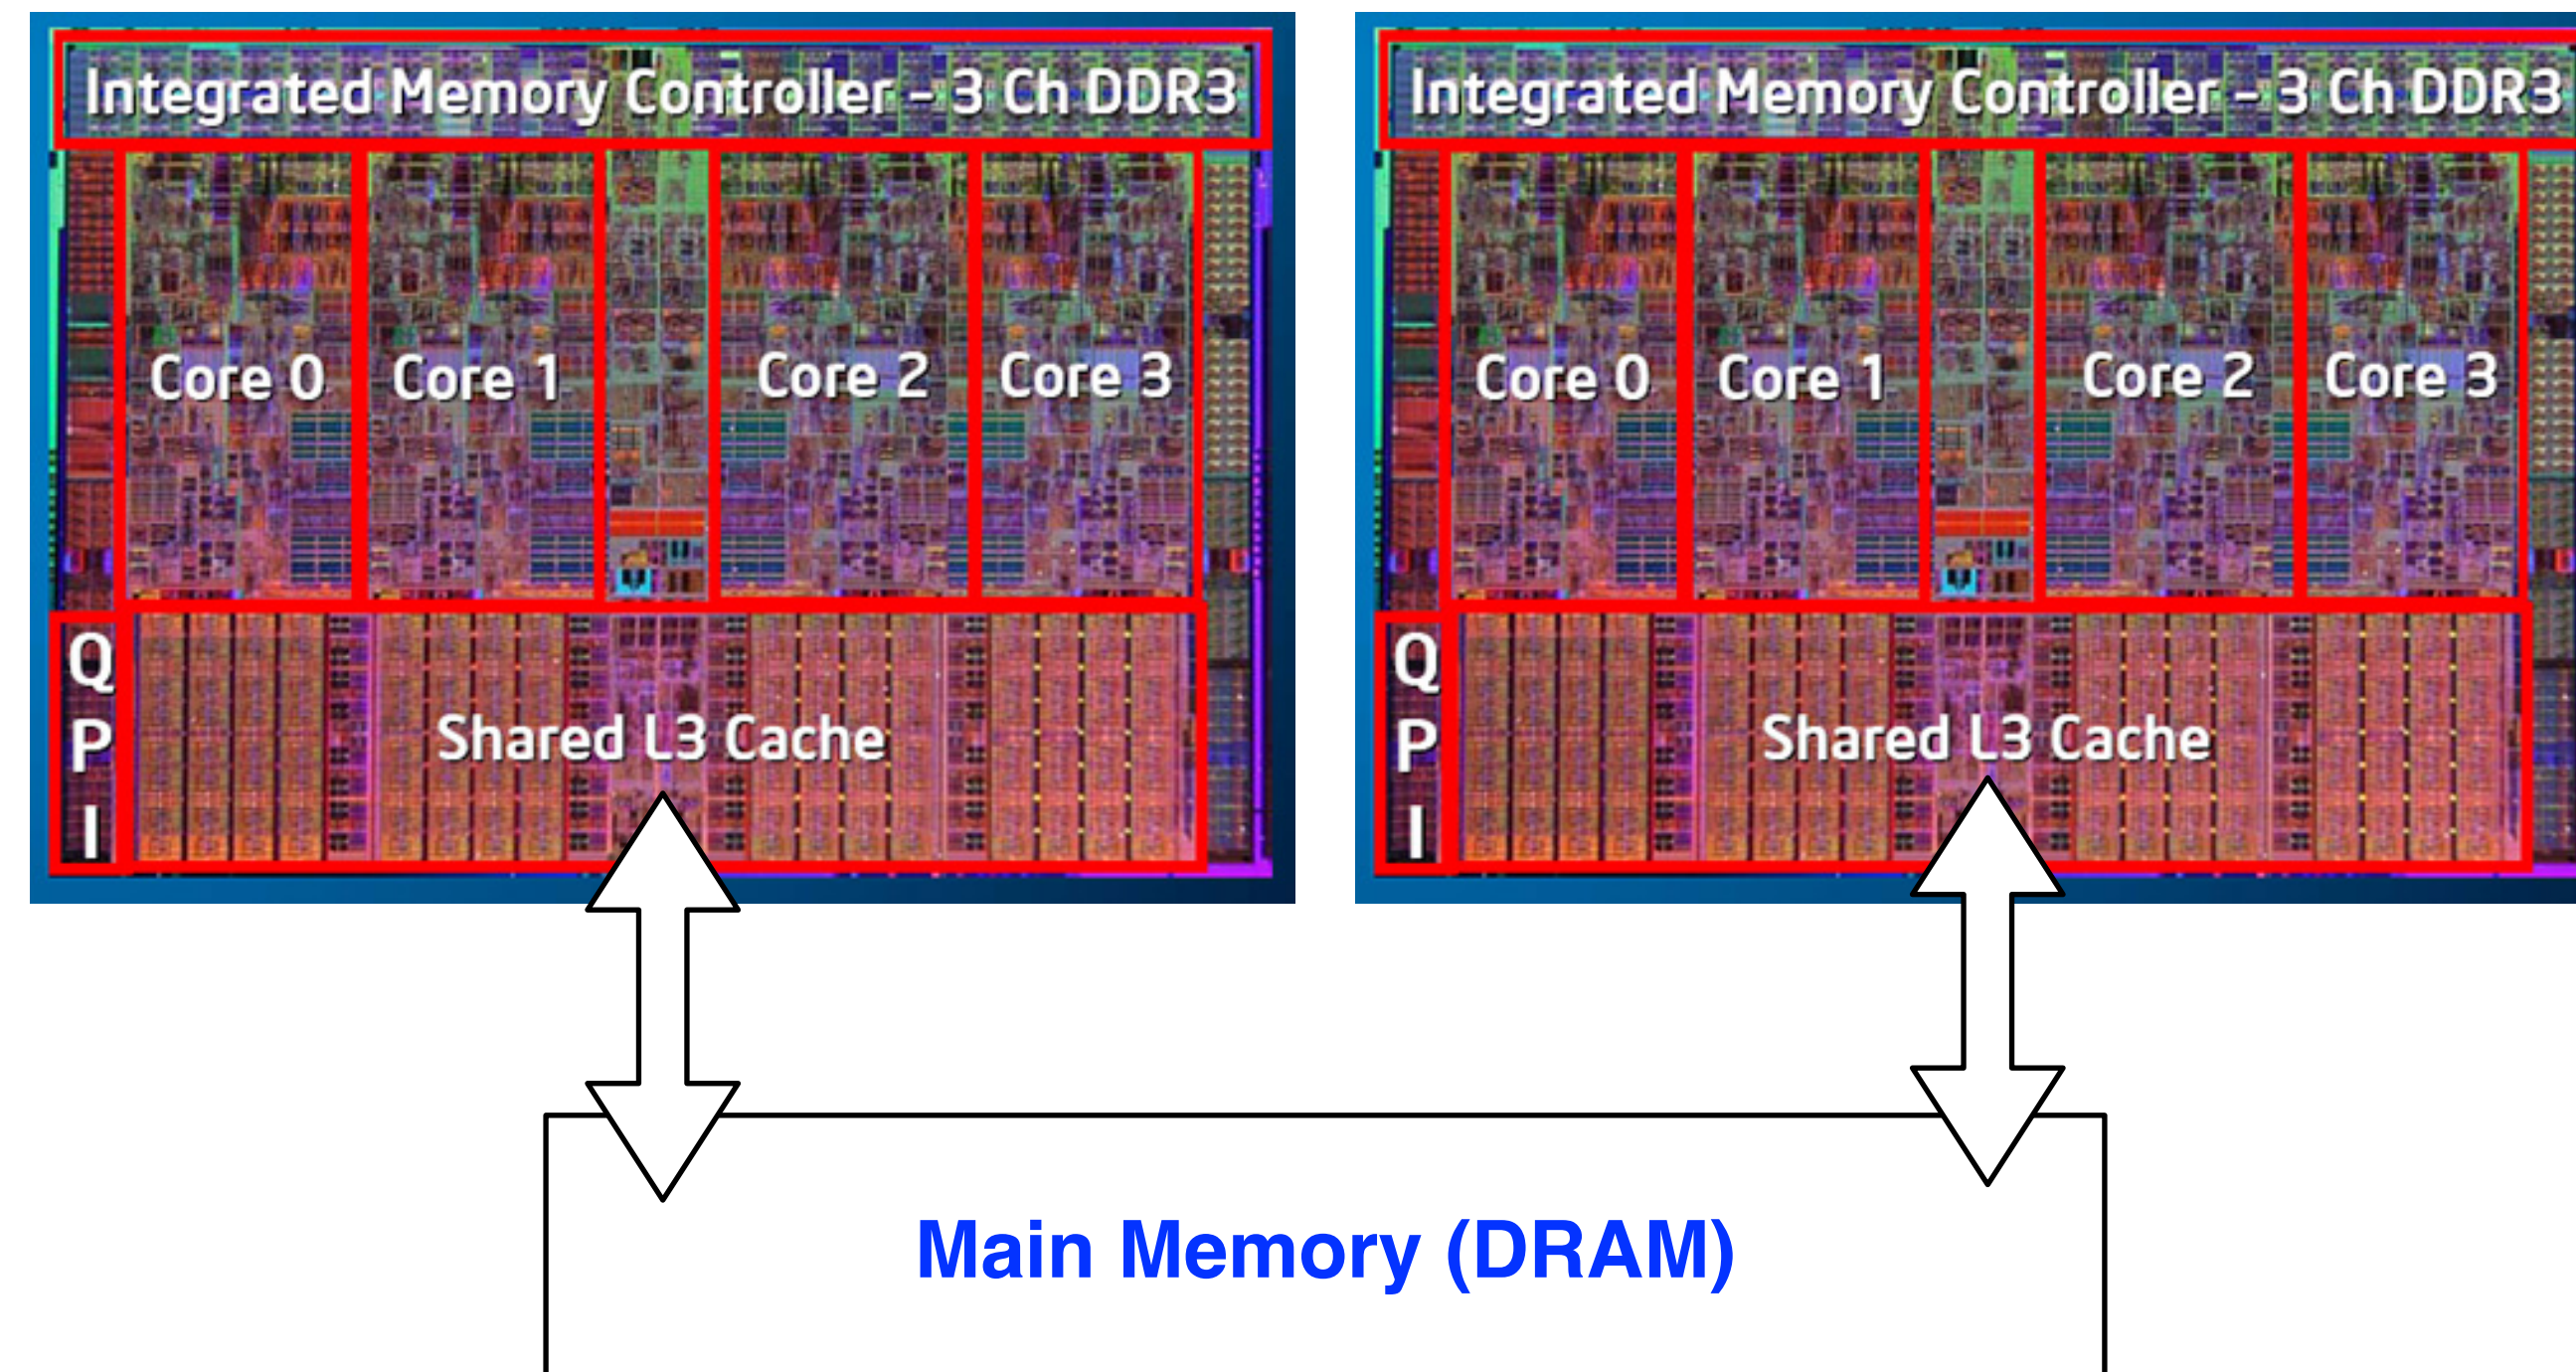 Integrated Memory Controller – 3 Ch DDR3
Core 0 Core 1 Core 2 Core 3
Q
P
I
Shared L3 Cache
Integrated Memory Controller – 3 Ch DDR3
Core 0 Core 1 Core 2 Core 3
Q
P
I
Shared L3 Cache
Main Memory (DRAM)